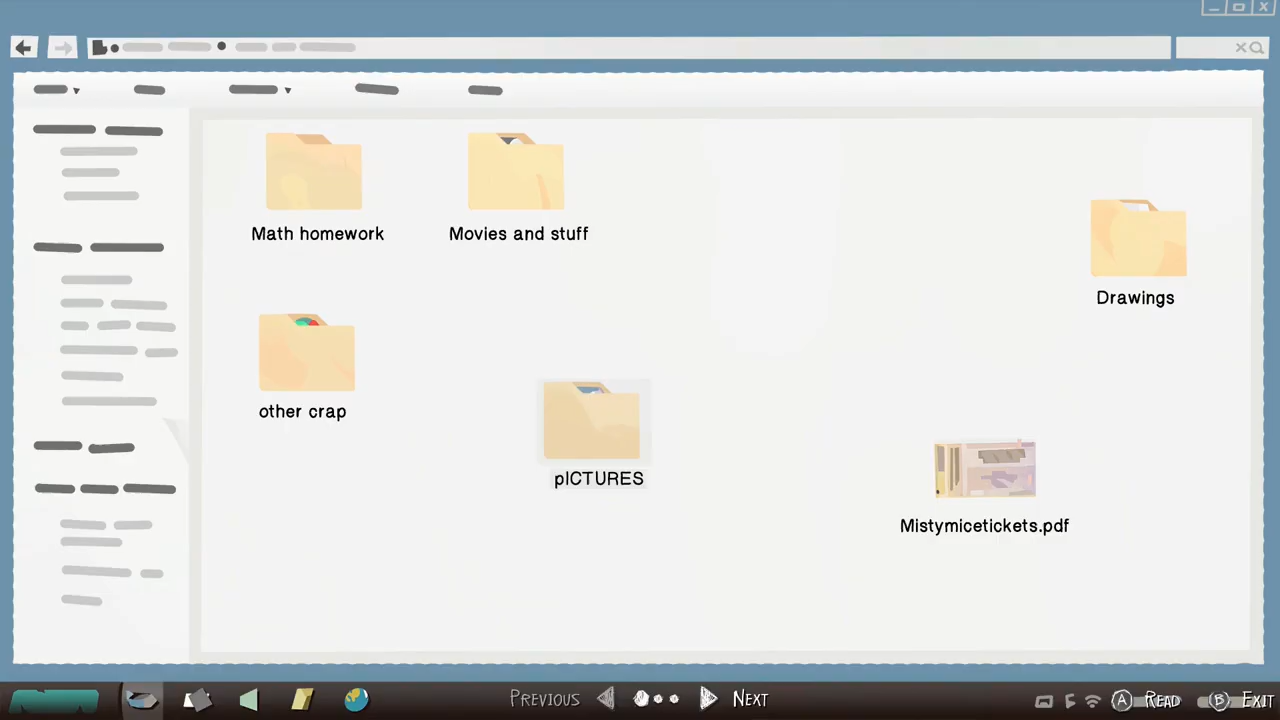 Math homework
Movies and stuff
Drawings
other crap
pICTURES
Mistymicetickets.pdf
Previous
Next
A Read
B Exit